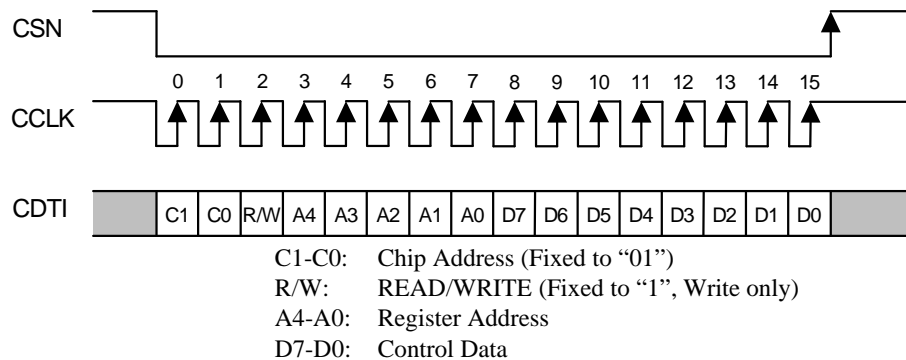 CSN
0 1 2 3 4 5 6 7 8 9 10 11 12 13 14 15
CCLK
CDTI C1 C0 R/W A4 A3 A2 A1 A0 D7 D6 D5 D4 D3 D2 D1 D0
C1-C0: Chip Address (Fixed to “01”)
R/W: READ/WRITE (Fixed to “1”, Write only)
A4-A0: Register Address
D7-D0: Control Data